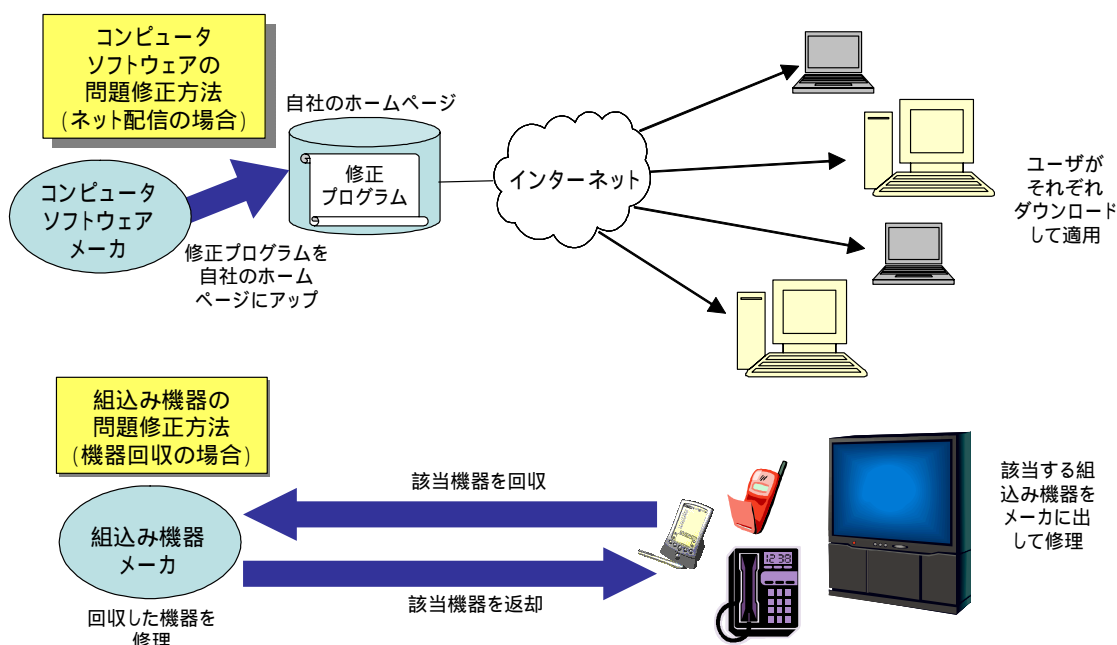 コンピュータ
ソフトウェアの
問題修正方法
(ネット配信の場合)
自社のホームページ
修正
プログラム
コンピュータ
ソフトウェア
メーカ
修正プログラムを
自社のホーム
ページにアップ
インターネット
ユーザが
それぞれ
ダウンロード
して適用
組込み機器の
問題修正方法
(機器回収の場合)
組込み機器
メーカ
回収した機器を
修理
該当機器を回収
該当機器を返却
12:38
該当する組
込み機器を
メーカに出
して修理